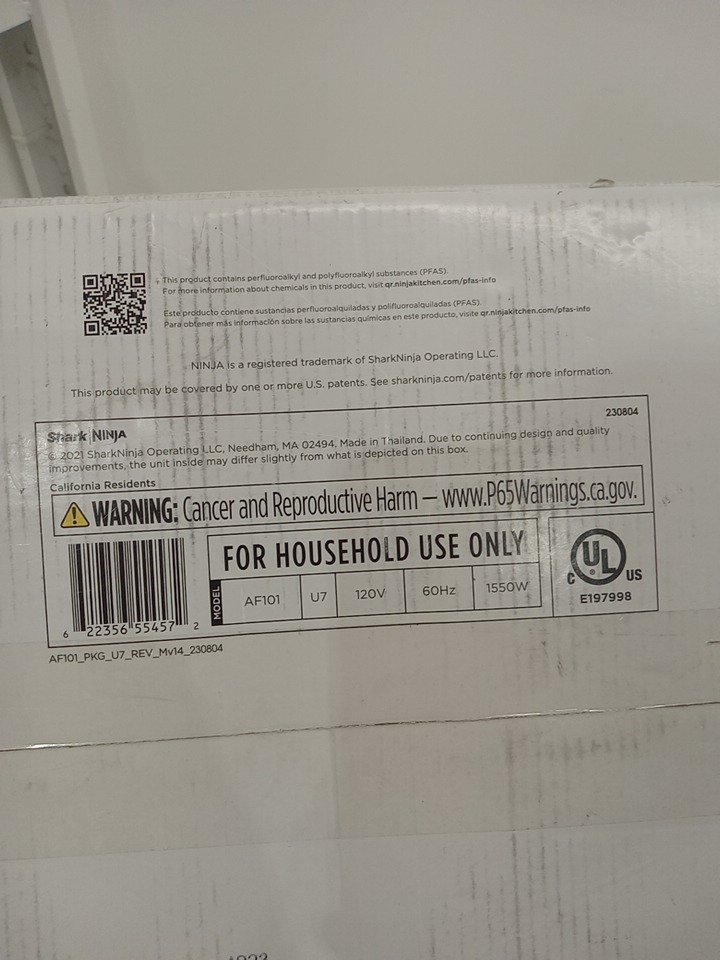 This product contains perfluoroalkyl and polyfluoroalkyl substances (PFAS).
For more information about chemicals in this product, visit qr.ninjakitchen.com/pfas-info
Este producto contiene sustancias perfluoroalquiladas y polifluoroalquiladas (PFAS).
Para obtener más información sobre las sustancias químicas en este producto, visite qr.ninjakitchen.com/pfas-info
NINJA is a registered trademark of SharkNinja Operating LLC.
This product may be covered by one or more U.S. patents. See sharkninja.com/patents for more information.
230804
Shark NINJA
© 2021 SharkNinja Operating LLC, Needham, MA 02494. Made in Thailand. Due to continuing design and quality
improvements, the unit inside may differ slightly from what is depicted on this box.
California Residents
WARNING: Cancer and Reproductive Harm — www.P65Warnings.ca.gov.
FOR HOUSEHOLD USE ONLY
MODEL AF101 U7 120V 60Hz 1550W
C UL US
E197998
6 22356 55457 2
AF101_PKG_U7_REV_Mv14_230804